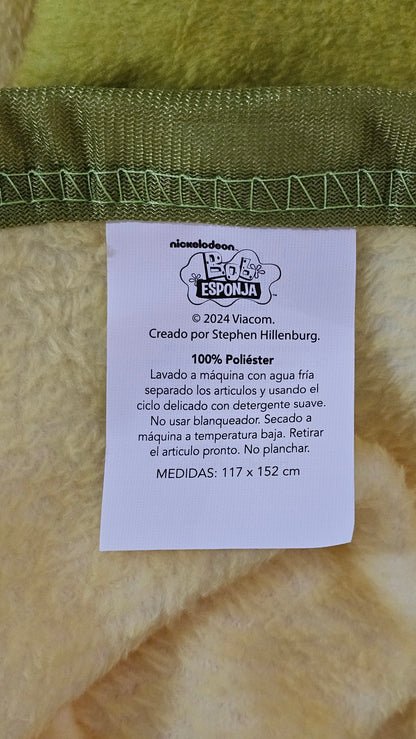 nickelodeon
Bob
ESPONJA™
© 2024 Viacom.
Creado por Stephen Hillenburg.
100% Poliéster
Lavado a máquina con agua fría
separado los articulos y usando el
ciclo delicado con detergente suave.
No usar blanqueador. Secado a
máquina a temperatura baja. Retirar
el articulo pronto. No planchar.
MEDIDAS: 117 x 152 cm